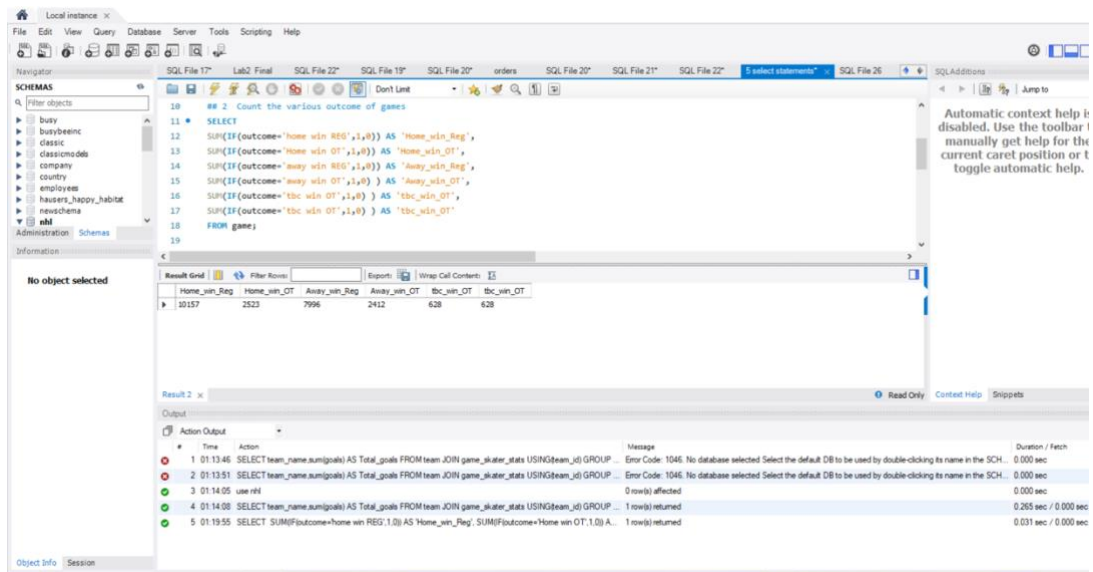 Local instance ×
File Edit View Query Database Server Tools Scripting Help
Navigator
SCHEMAS
Filter objects
busy
busybeeinc
classic
classicmodels
company
country
employees
hausers_happy_habitat
newschema
nhl
Administration Schemas
Information
No object selected
Object Info Session
SQL File 17* Lab2 Final SQL File 22* SQL File 19* SQL File 20* orders SQL File 20* SQL File 21* SQL File 22* 5 select statements* × SQL File 26
Don't Limit
10 ## 2 Count the various outcome of games
11 SELECT
12 SUM(IF(outcome='home win REG',1,0)) AS 'Home_win_Reg',
13 SUM(IF(outcome='Home win OT',1,0)) AS 'Home_win_OT',
14 SUM(IF(outcome='away win REG',1,0)) AS 'Away_win_Reg',
15 SUM(IF(outcome='away win OT',1,0) ) AS 'Away_win_OT',
16 SUM(IF(outcome='tbc win OT',1,0) ) AS 'tbc_win_OT',
17 SUM(IF(outcome='tbc win OT',1,0) ) AS 'tbc_win_OT'
18 FROM game;
19
Result Grid Filter Rows: Export: Wrap Cell Content:
Home_win_Reg Home_win_OT Away_win_Reg Away_win_OT tbc_win_OT tbc_win_OT
10157 2523 7996 2412 628 628
Result 2 ×
Read Only
SQLAdditions
Jump to
Automatic context help is
disabled. Use the toolbar
manually get help for the
current caret position or t
toggle automatic help.
Context Help Snippets
Output
Action Output
# Time Action Message Duration / Fetch
1 01:13:46 SELECT team_name,sum(goals) AS Total_goals FROM team JOIN game_skater_stats USING(team_id) GROUP ... Error Code: 1046. No database selected Select the default DB to be used by double-clicking its name in the SCH... 0.000 sec
2 01:13:51 SELECT team_name,sum(goals) AS Total_goals FROM team JOIN game_skater_stats USING(team_id) GROUP ... Error Code: 1046. No database selected Select the default DB to be used by double-clicking its name in the SCH... 0.000 sec
3 01:14:05 use nhl 0 row(s) affected 0.000 sec
4 01:14:08 SELECT team_name,sum(goals) AS Total_goals FROM team JOIN game_skater_stats USING(team_id) GROUP ... 1 row(s) returned 0.265 sec / 0.000 sec
5 01:19:55 SELECT SUM(IF(outcome='home win REG',1,0)) AS 'Home_win_Reg', SUM(IF(outcome='Home win OT',1,0)) A... 1 row(s) returned 0.031 sec / 0.000 sec